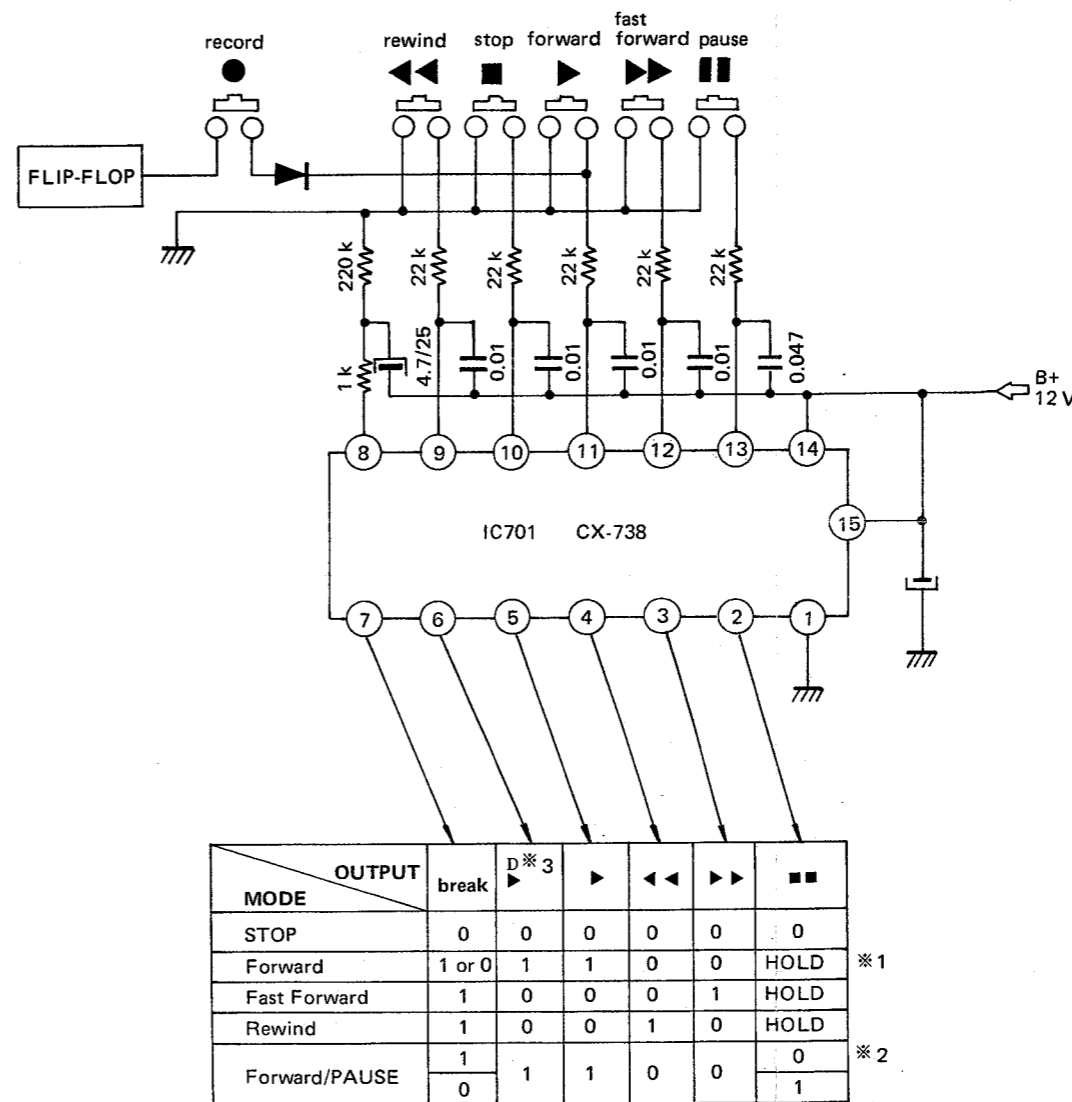 fast
record rewind stop forward forward pause
FLIP-FLOP
220 k 22 k 22 k 22 k 22 k 22 k
1 k 4.7/25 0.01 0.01 0.01 0.01 0.047
B+
12 V
8 9 10 11 12 13 14
IC701 CX-738 15
7 6 5 4 3 2 1
OUTPUT break D※3
MODE
STOP 0 0 0 0 0 0
Forward 1 or 0 1 1 0 0 HOLD ※1
Fast Forward 1 0 0 0 1 HOLD
Rewind 1 0 0 1 0 HOLD
Forward/PAUSE 1 1 1 0 0 0 ※2
0 1